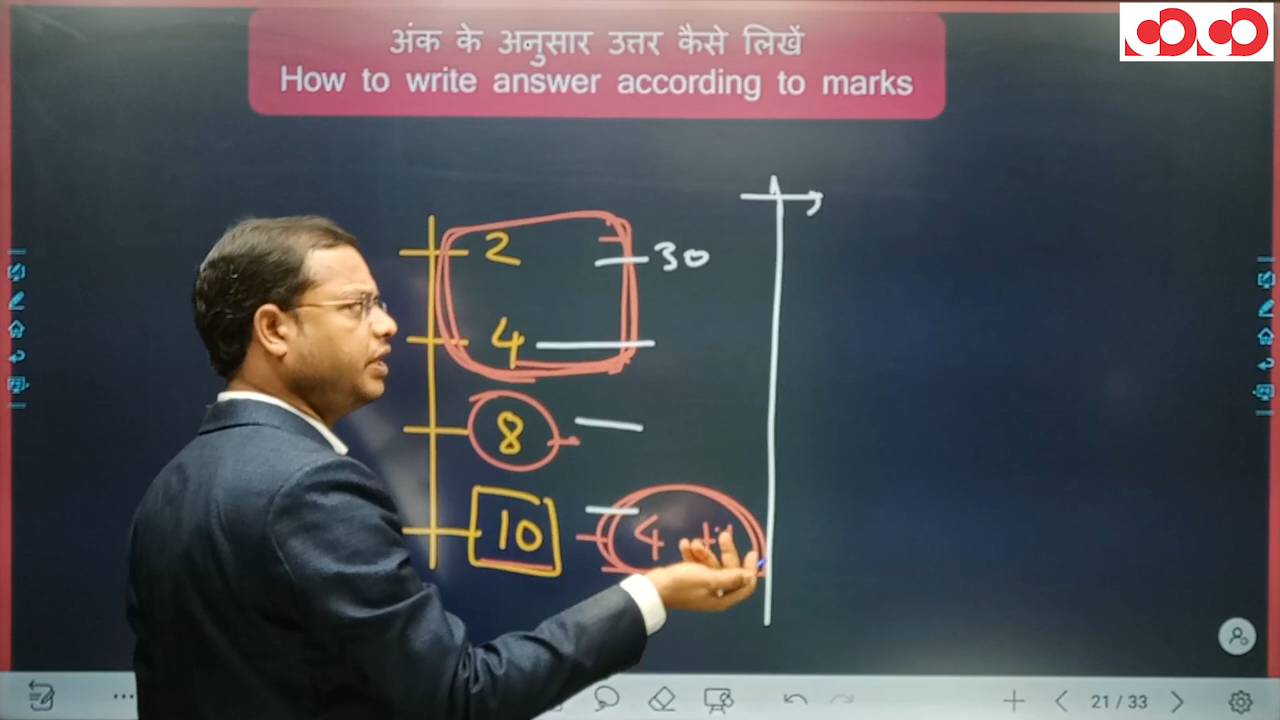 अंक के अनुसार उत्तर कैसे लिखें
How to write answer according to marks
2 30
4
8
10 4
21 / 33